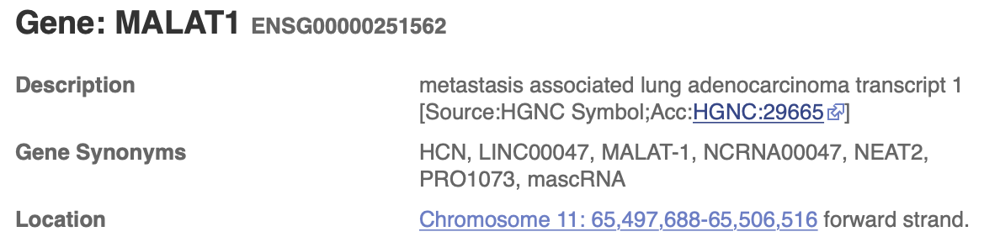 Gene: MALAT1 ENSG00000251562
Description metastasis associated lung adenocarcinoma transcript 1
[Source:HGNC Symbol;Acc:HGNC:29665]
Gene Synonyms HCN, LINC00047, MALAT-1, NCRNA00047, NEAT2,
PRO1073, mascRNA
Location Chromosome 11: 65,497,688-65,506,516 forward strand.